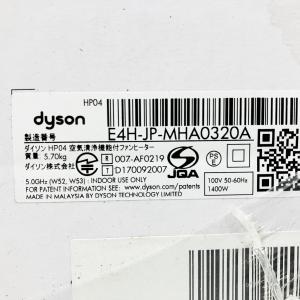 HP04
dyson
製造番号
E4H-JP-MHA0320A
ダイソン HP04 空気清浄機能付ファンヒーター
質量: 5.70kg
ダイソン株式会社
R 007-AF0219
T D170092007
JQA
PS
E
5.0GHz (W52, W53) : INDOOR USE ONLY
FOR PATENT INFORMATION SEE www.dyson.com/patents
MADE IN MALAYSIA BY DYSON TECHNOLOGY LIMITED
100V 50-60Hz
1400W